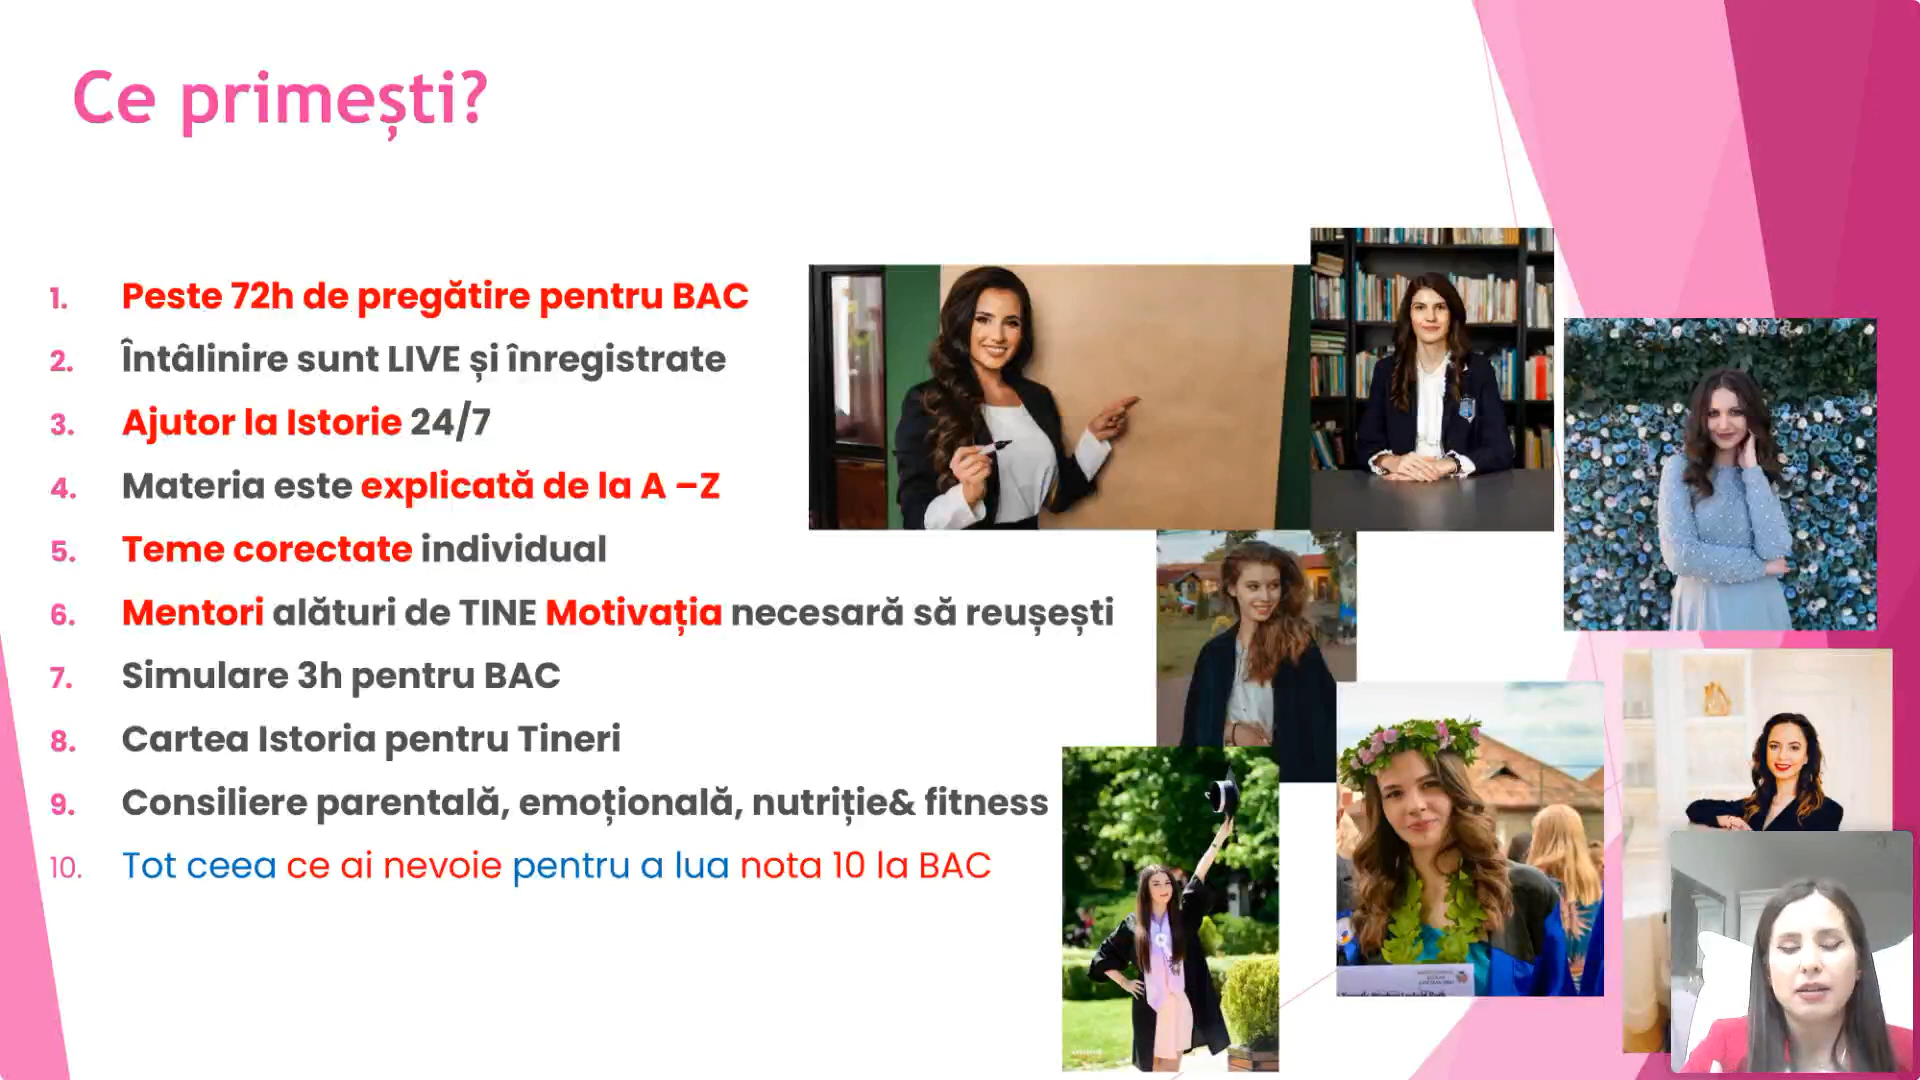 Ce primești?
1. Peste 72h de pregătire pentru BAC
2. Întâlinire sunt LIVE și înregistrate
3. Ajutor la Istorie 24/7
4. Materia este explicată de la A –Z
5. Teme corectate individual
6. Mentori alături de TINE Motivația necesară să reușești
7. Simulare 3h pentru BAC
8. Cartea Istoria pentru Tineri
9. Consiliere parentală, emoțională, nutriție& fitness
10. Tot ceea ce ai nevoie pentru a lua nota 10 la BAC